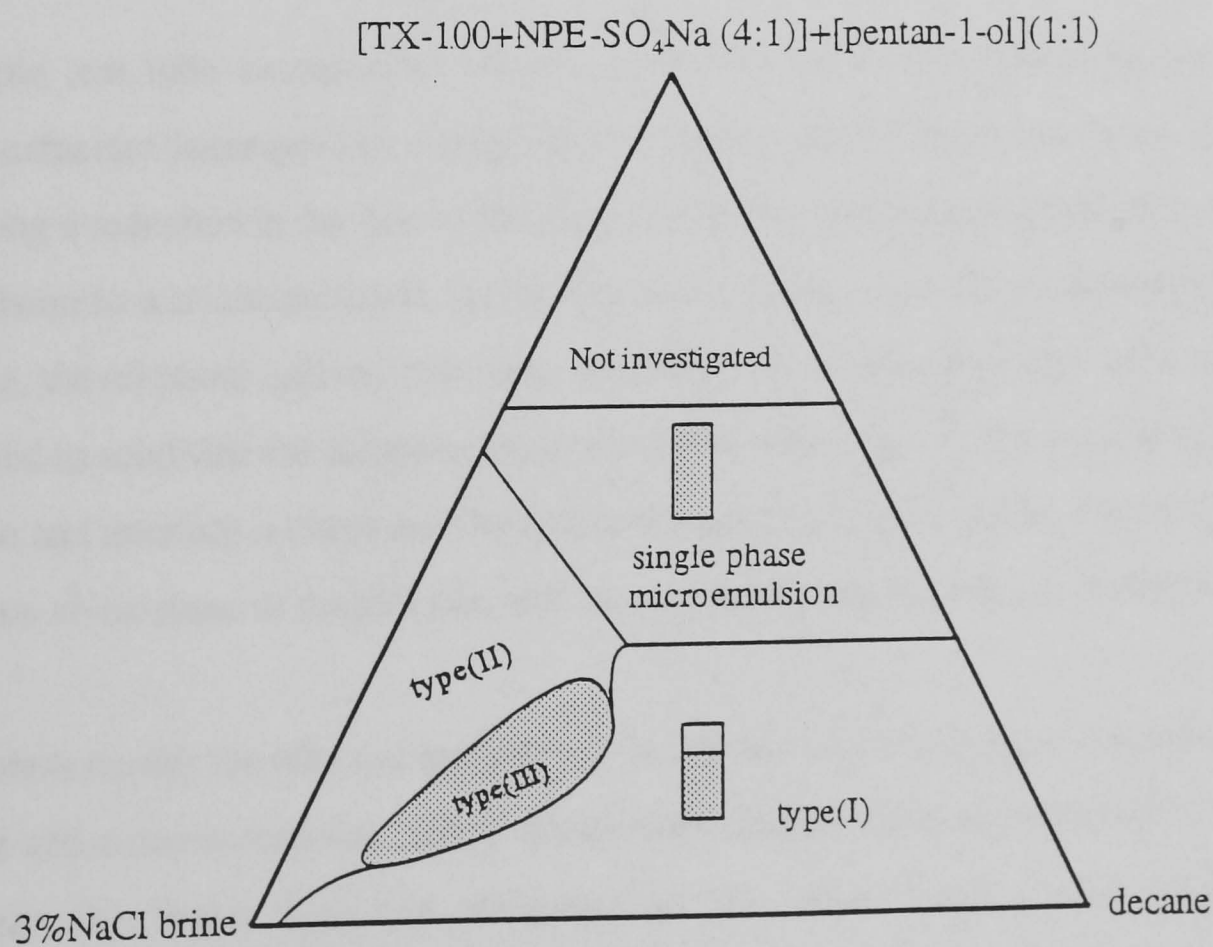 [TX-100+NPE-SO₄Na (4:1)]+[pentan-1-ol](1:1)
Not investigated
single phase
microemulsion
type(II)
type(III)
type(I)
3%NaCl brine
decane